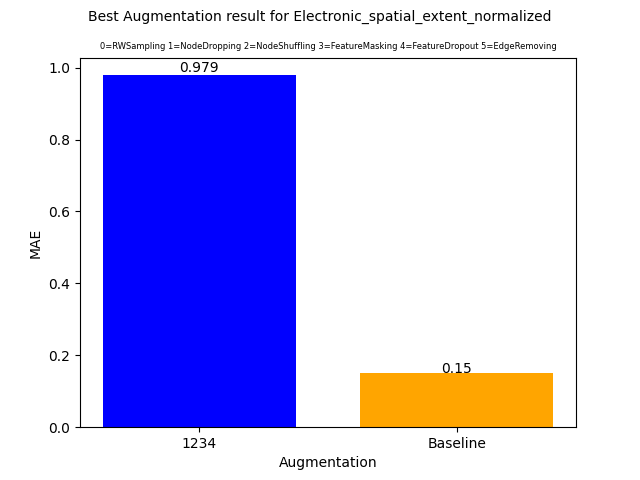 Best Augmentation result for Electronic_spatial_extent_normalized
0=RWSampling 1=NodeDropping 2=NodeShuffling 3=FeatureMasking 4=FeatureDropout 5=EdgeRemoving
1.0
0.979
0.8
0.6
MAE
0.4
0.2
0.15
0.0
1234
Baseline
Augmentation